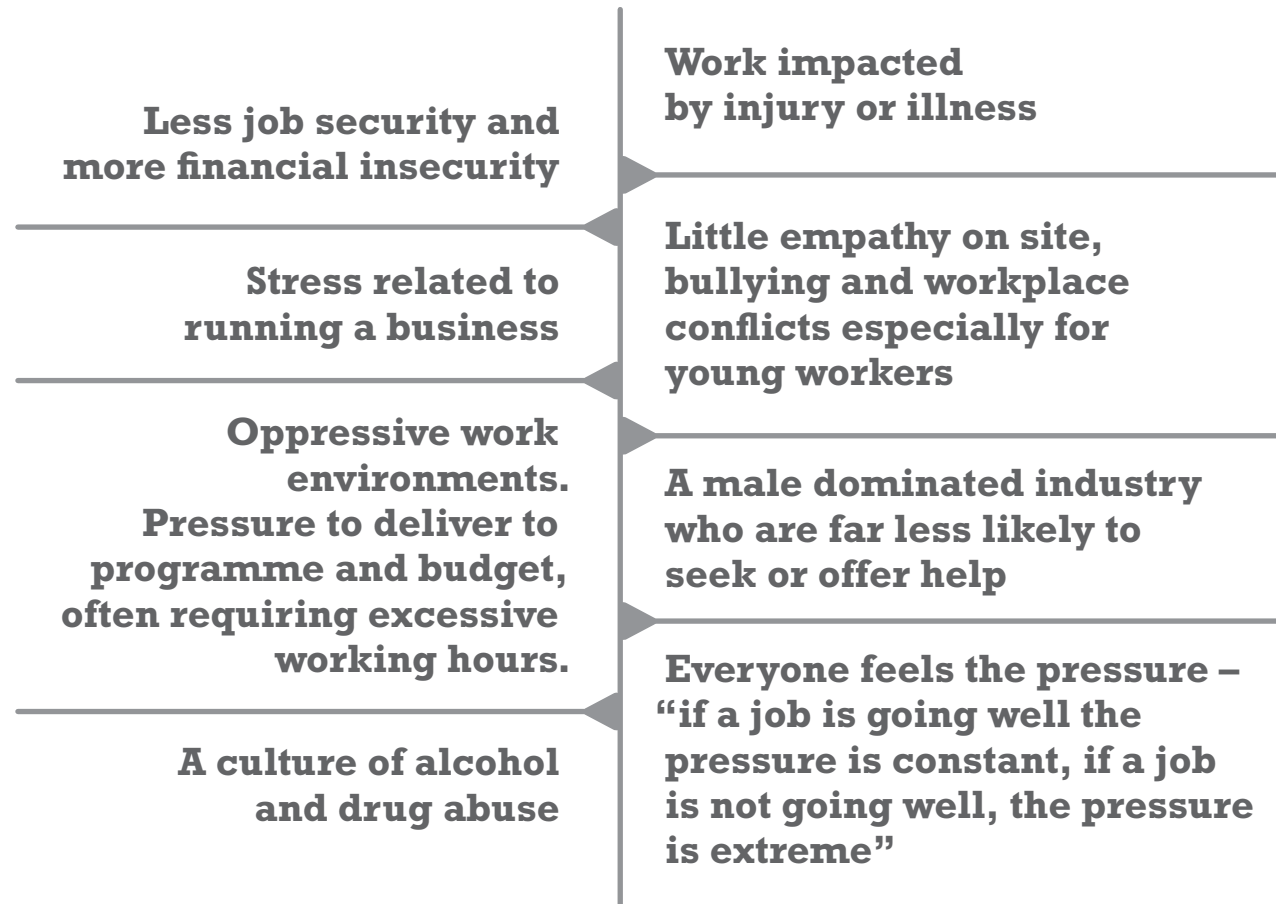 Less job security and
more financial insecurity
Stress related to
running a business
Oppressive work
environments.
Pressure to deliver to
programme and budget,
often requiring excessive
working hours.
A culture of alcohol
and drug abuse
Work impacted
by injury or illness
Little empathy on site,
bullying and workplace
conflicts especially for
young workers
A male dominated industry
who are far less likely to
seek or offer help
Everyone feels the pressure –
“if a job is going well the
pressure is constant, if a job
is not going well, the pressure
is extreme”